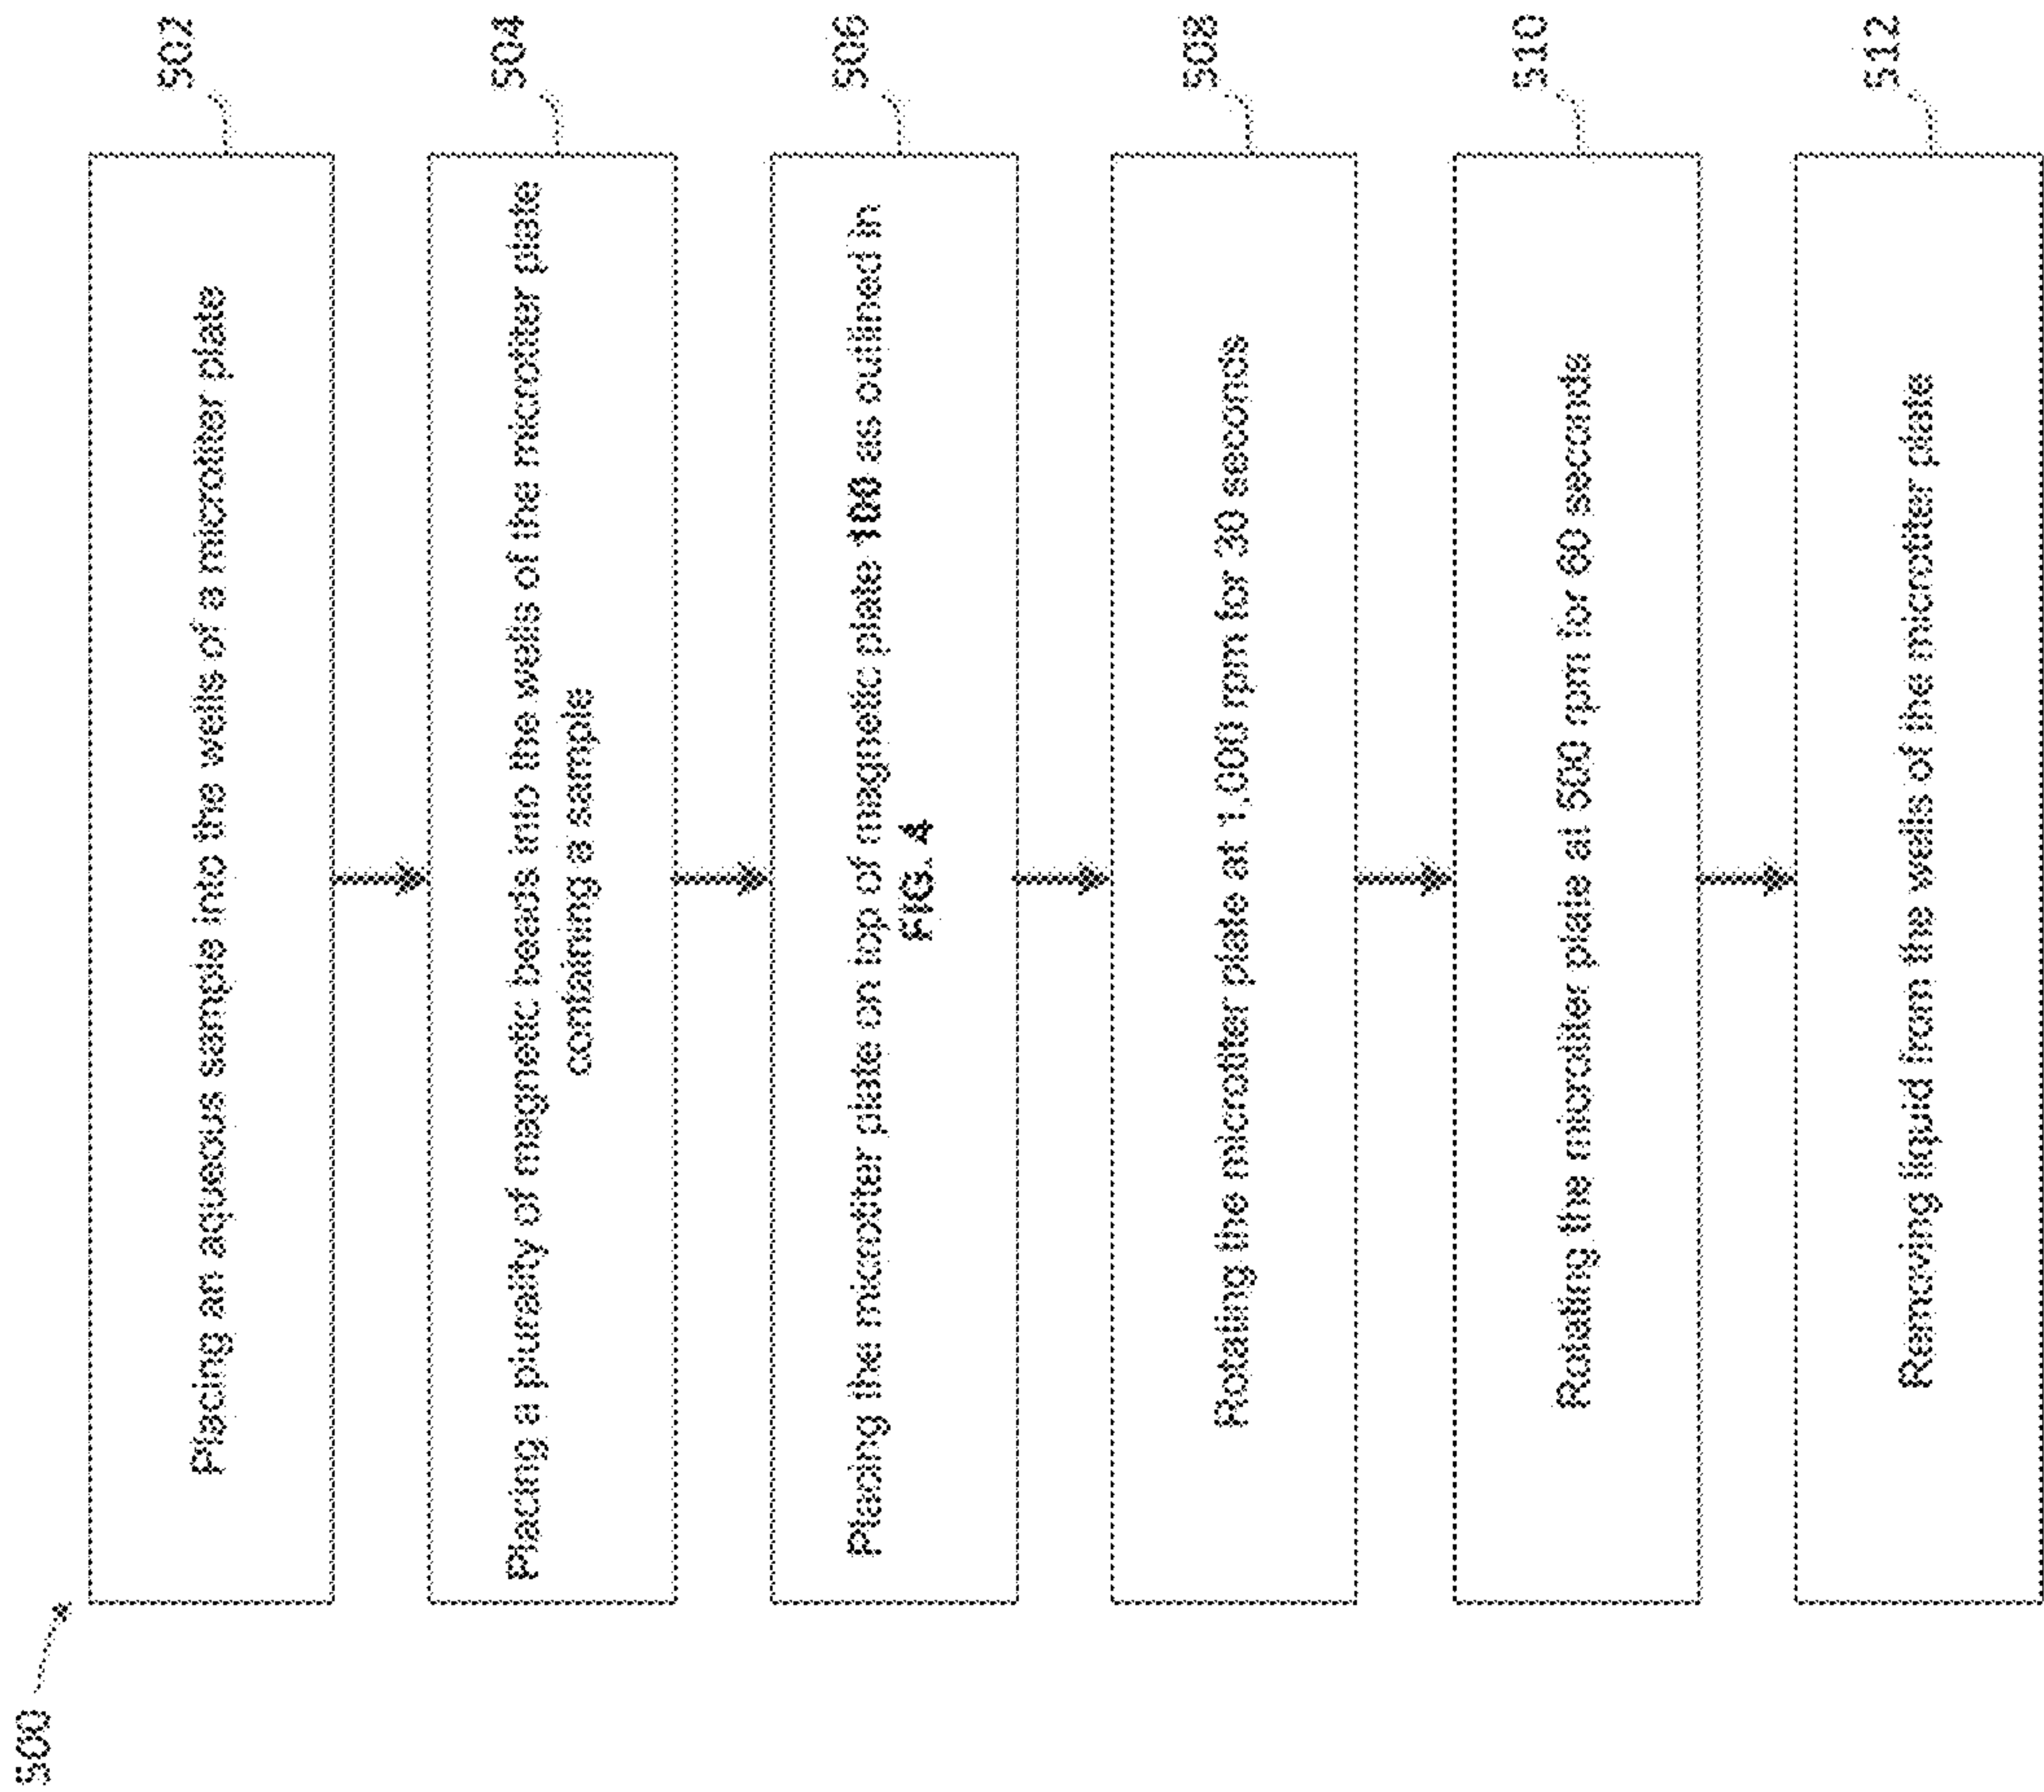 500
502
Placing an aqueous sample into the wells of a microtiter plate
504
Placing a plurality of magnetic beads into the wells of the microtiter plate
containing a sample
506
Placing the microtiter plate on top of magnetic plate 100 as outlined in
FIG. 4
508
Rotating the microtiter plate at 1,000 rpm for 30 seconds
510
Rotating the microtiter plate at 500 rpm for 60 seconds
512
Removing liquid from the wells of the microtiter plate